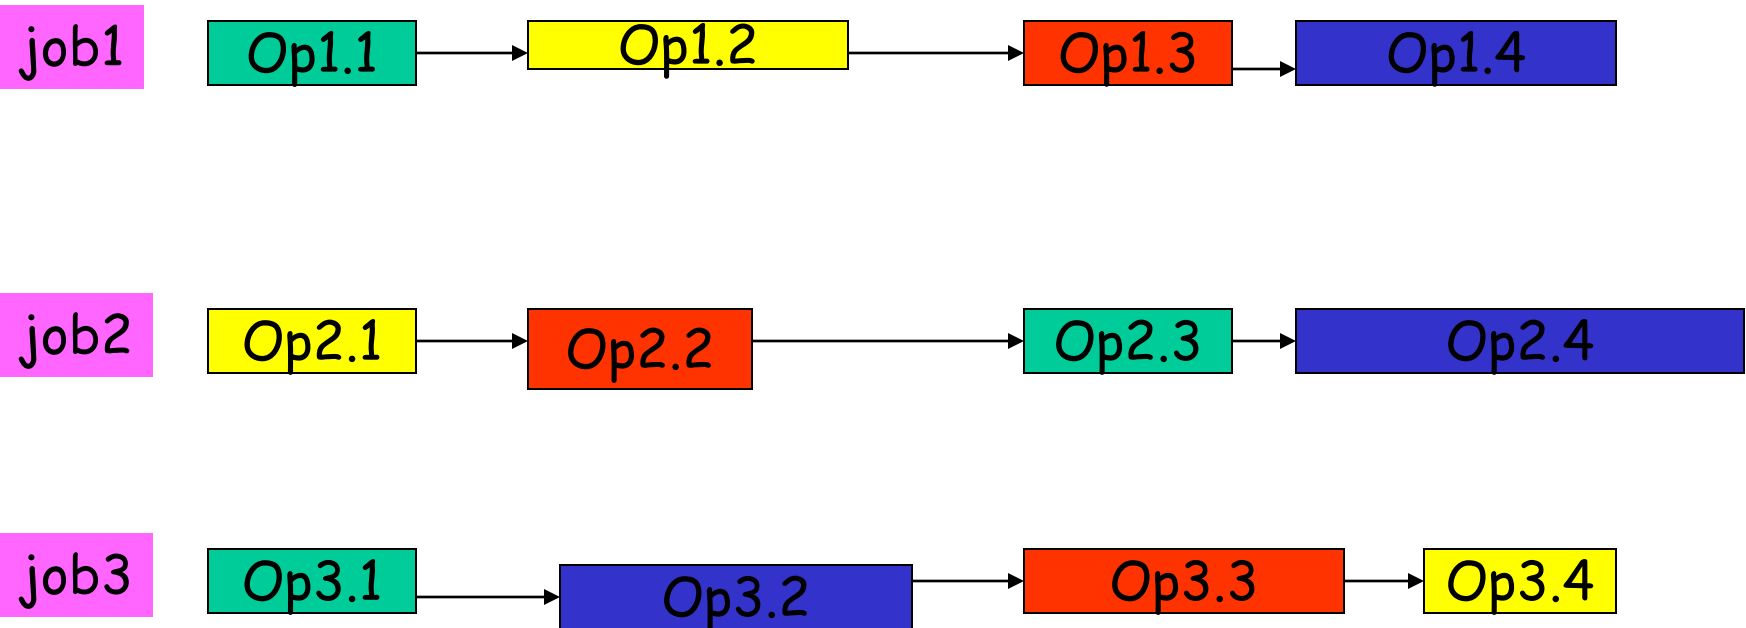 job1 Op1.1 Op1.2 Op1.3 Op1.4
job2 Op2.1 Op2.2 Op2.3 Op2.4
job3 Op3.1 Op3.2 Op3.3 Op3.4